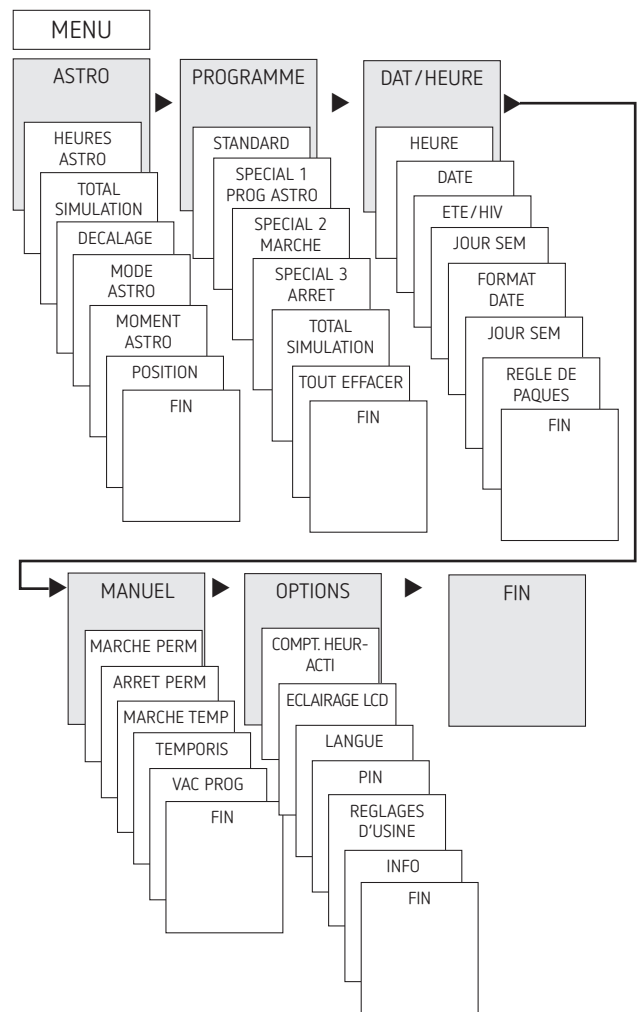 MENU
ASTRO
HEURES
ASTRO
TOTAL
SIMULATION
DECALAGE
MODE
ASTRO
MOMENT
ASTRO
POSITION
FIN
PROGRAMME
STANDARD
SPECIAL 1
PROG ASTRO
SPECIAL 2
MARCHE
SPECIAL 3
ARRET
TOTAL
SIMULATION
TOUT EFFACER
FIN
DAT/HEURE
HEURE
DATE
ETE/HIV
JOUR SEM
FORMAT
DATE
JOUR SEM
REGLE DE
PAQUES
FIN
MANUEL
MARCHE PERM
ARRET PERM
MARCHE TEMP
TEMPORIS
VAC PROG
FIN
OPTIONS
COMPT. HEUR-
ACTI
ECLAIRAGE LCD
LANGUE
PIN
REGLAGES
D'USINE
INFO
FIN
FIN